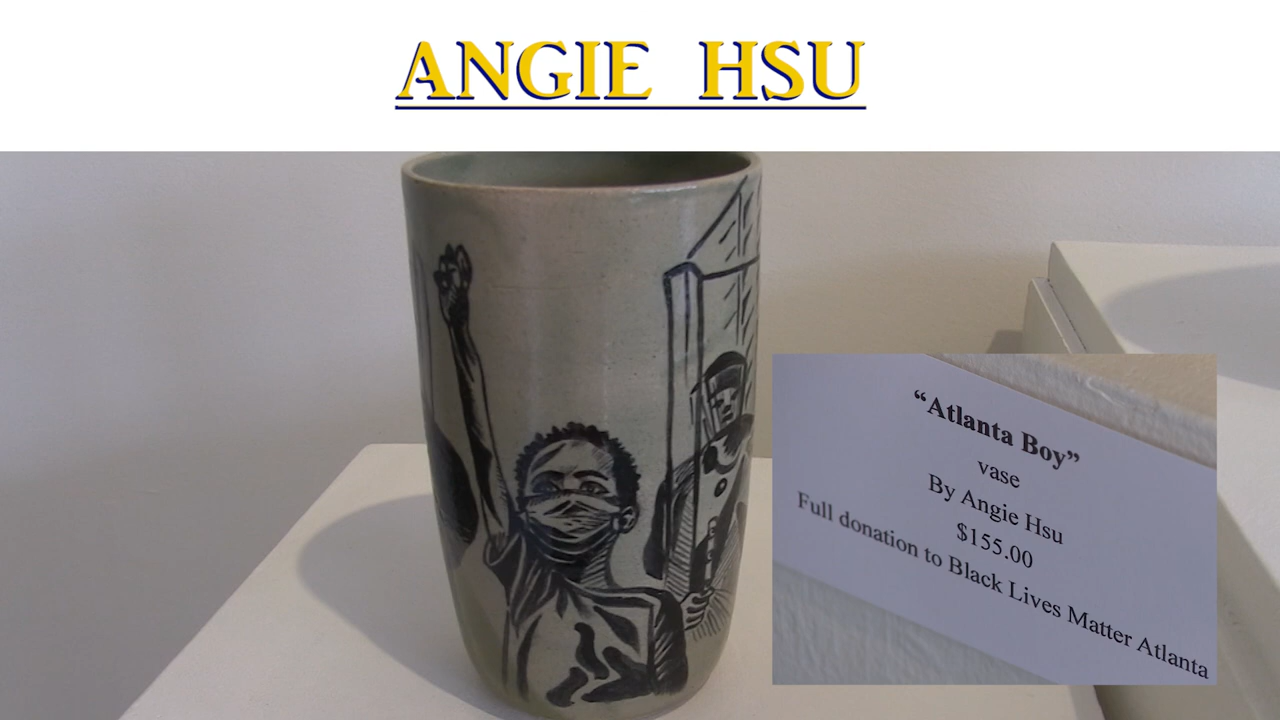 ANGIE HSU
“Atlanta Boy”
vase
By Angie Hsu
$155.00
Full donation to Black Lives Matter Atlanta